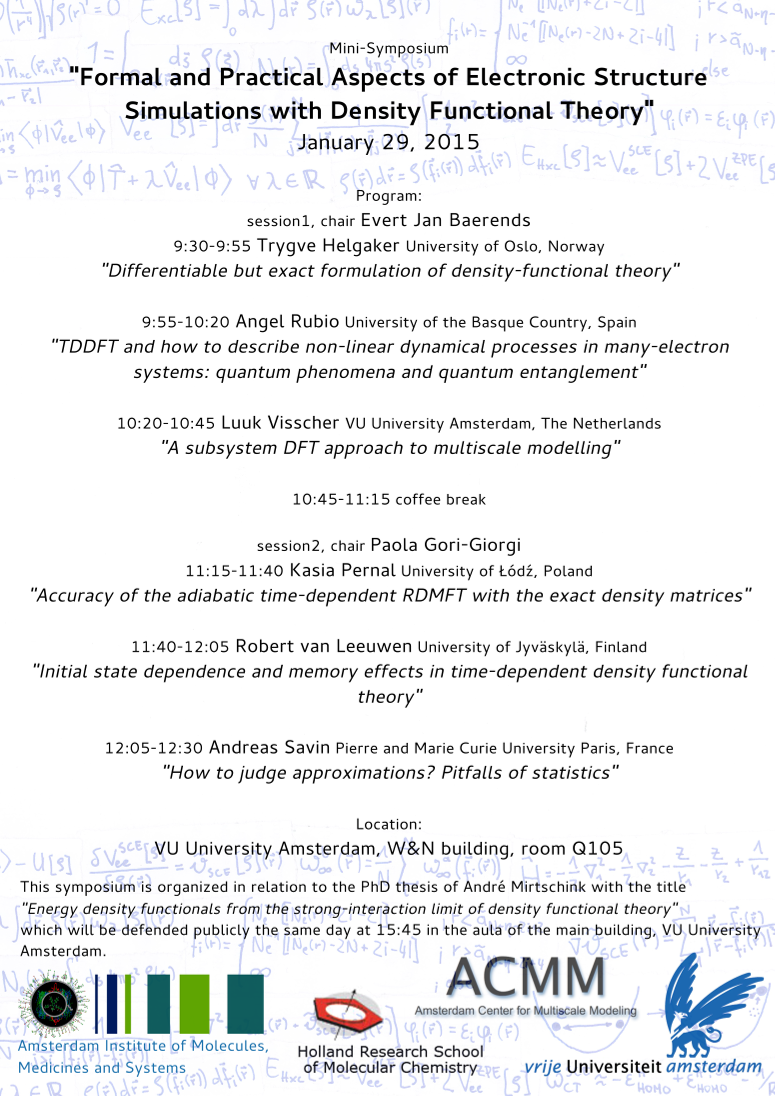 Mini-Symposium
"Formal and Practical Aspects of Electronic Structure
Simulations with Density Functional Theory"
January 29, 2015
Program:
session1, chair Evert Jan Baerends
9:30-9:55 Trygve Helgaker University of Oslo, Norway
"Differentiable but exact formulation of density-functional theory"
9:55-10:20 Angel Rubio University of the Basque Country, Spain
"TDDFT and how to describe non-linear dynamical processes in many-electron
systems: quantum phenomena and quantum entanglement"
10:20-10:45 Luuk Visscher VU University Amsterdam, The Netherlands
"A subsystem DFT approach to multiscale modelling"
10:45-11:15 coffee break
session2, chair Paola Gori-Giorgi
11:15-11:40 Kasia Pernal University of Łódź, Poland
"Accuracy of the adiabatic time-dependent RDMFT with the exact density matrices"
11:40-12:05 Robert van Leeuwen University of Jyväskylä, Finland
"Initial state dependence and memory effects in time-dependent density functional
theory"
12:05-12:30 Andreas Savin Pierre and Marie Curie University Paris, France
"How to judge approximations? Pitfalls of statistics"
Location:
VU University Amsterdam, W&N building, room Q105
This symposium is organized in relation to the PhD thesis of André Mirtschink with the title
"Energy density functionals from the strong-interaction limit of density functional theory"
which will be defended publicly the same day at 15:45 in the aula of the main building, VU University
Amsterdam.
ACMM
Amsterdam Center for Multiscale Modeling
Amsterdam Institute of Molecules,
Medicines and Systems
Holland Research School
of Molecular Chemistry
vrije Universiteit amsterdam